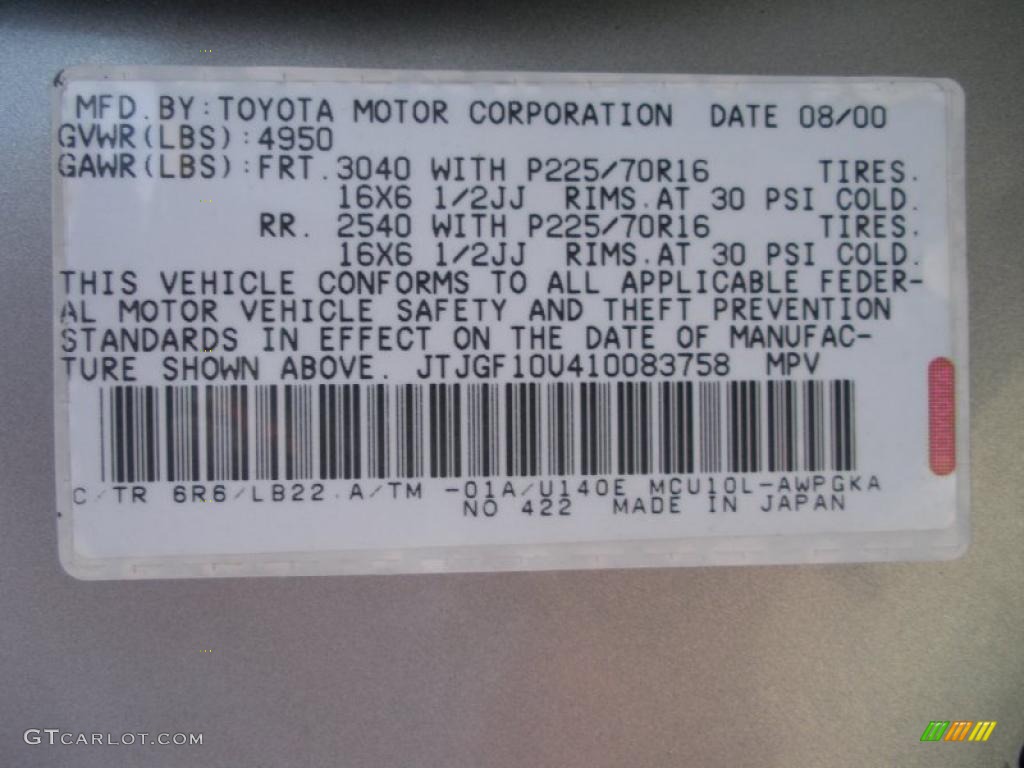 MFD. BY: TOYOTA MOTOR CORPORATION DATE 08/00
GVWR(LBS): 4950
GAWR(LBS): FRT. 3040 WITH P225/70R16 TIRES.
16X6 1/2JJ RIMS. AT 30 PSI COLD.
RR. 2540 WITH P225/70R16 TIRES.
16X6 1/2JJ RIMS. AT 30 PSI COLD.
THIS VEHICLE CONFORMS TO ALL APPLICABLE FEDER-
AL MOTOR VEHICLE SAFETY AND THEFT PREVENTION
STANDARDS IN EFFECT ON THE DATE OF MANUFAC-
TURE SHOWN ABOVE. JTJGF10U410083758 MPV
C/TR 6R6/LB22. A/TM -01A/U140E MCU10L-AWPGKA
NO 422 MADE IN JAPAN
GTCARLOT.COM